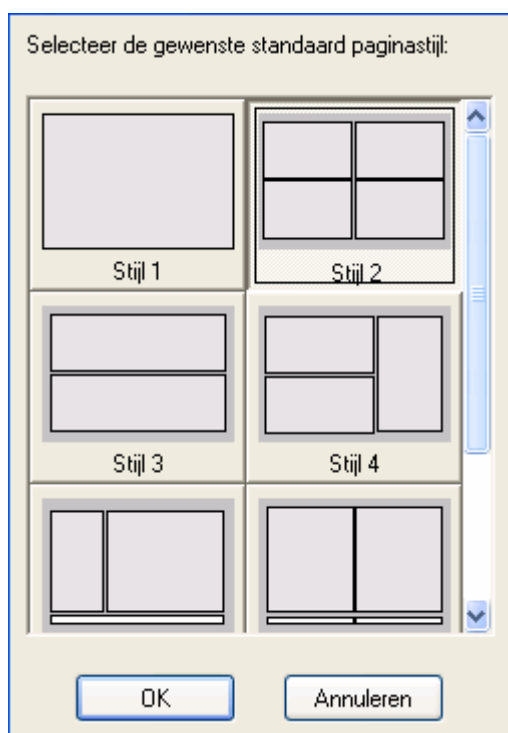 Selecteer de gewenste standaard paginastijl:
Stijl 1
Stijl 2
Stijl 3
Stijl 4
OK
Annuleren